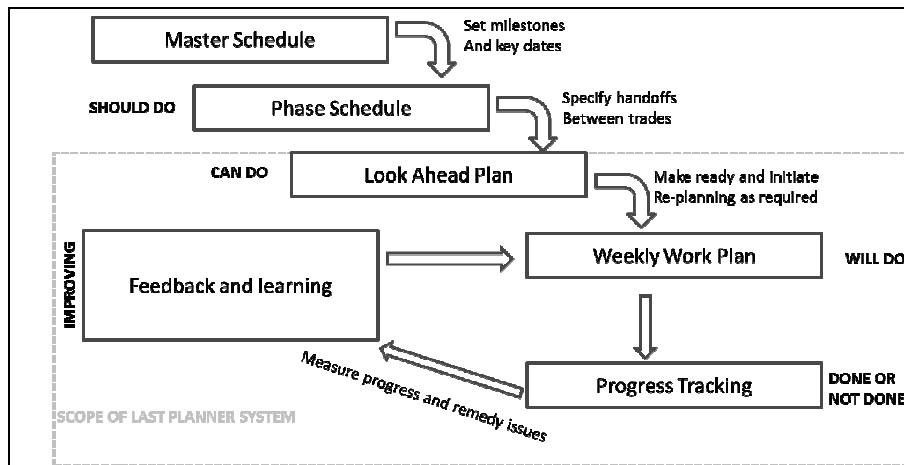 Master Schedule
Set milestones
And key dates
SHOULD DO
Phase Schedule
Specify handoffs
Between trades
CAN DO
Look Ahead Plan
Make ready and initiate
Re-planning as required
IMPROVING
Feedback and learning
Weekly Work Plan
WILL DO
Measure progress and remedy issues
Progress Tracking
DONE OR
NOT DONE
SCOPE OF LAST PLANNER SYSTEM